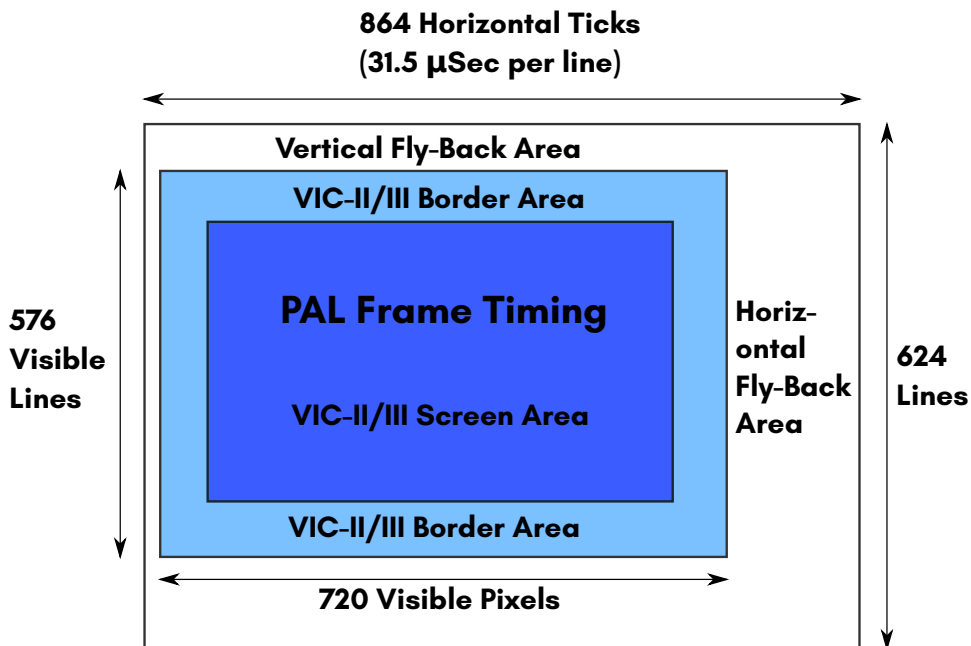 864 Horizontal Ticks
(31.5 µSec per line)
Vertical Fly-Back Area
VIC-II/III Border Area
PAL Frame Timing
576
Visible
Lines
Horiz-
ontal
Fly-Back
Area
624
Lines
VIC-II/III Screen Area
VIC-II/III Border Area
720 Visible Pixels